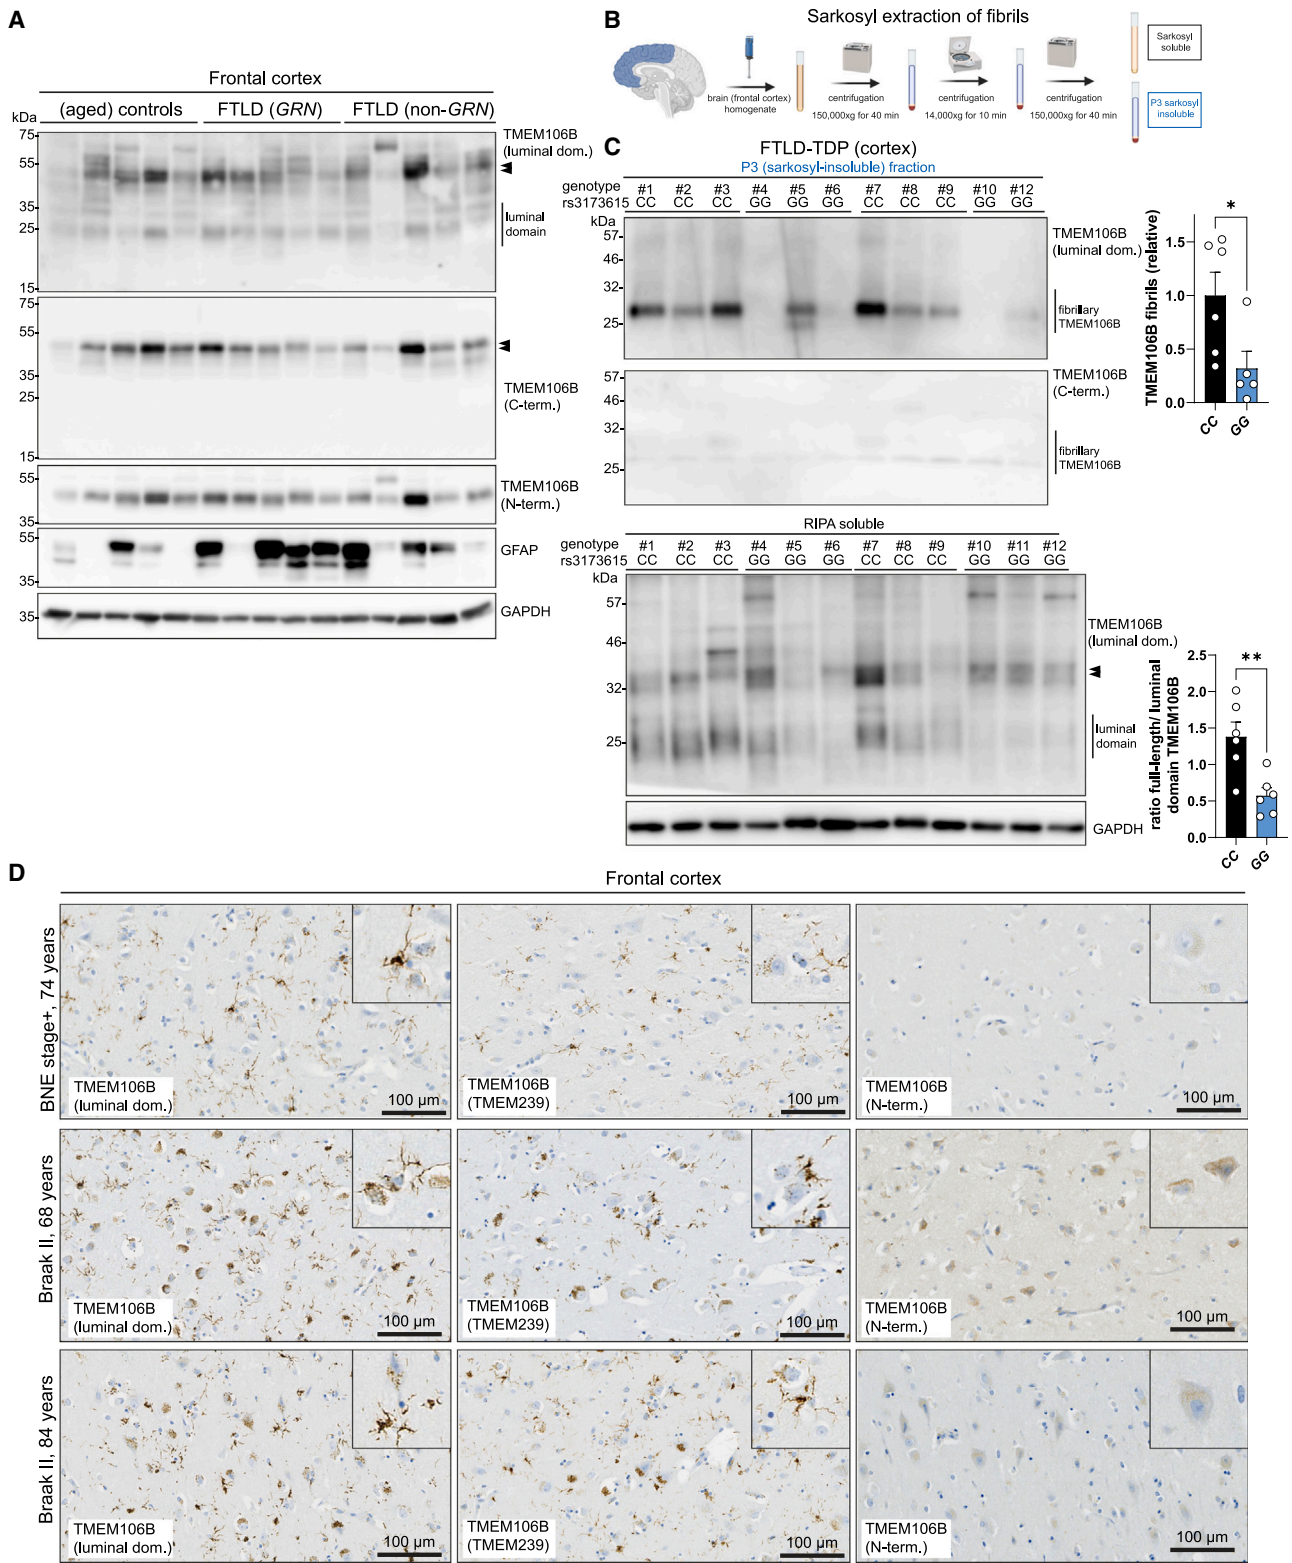 A
Frontal cortex
(aged) controls FTLD (GRN) FTLD (non-GRN)
kDa
75
55
35
25
15
TMEM106B
(luminal dom.)
luminal
domain
75
55
35
25
15
TMEM106B
(C-term.)
55
35
TMEM106B
(N-term.)
55
35
GFAP
35
GAPDH
B
Sarkosyl extraction of fibrils
brain (frontal cortex)
homogenate
centrifugation
150,000xg for 40 min
centrifugation
14,000xg for 10 min
centrifugation
150,000xg for 40 min
Sarkosyl
soluble
P3 sarkosyl
insoluble
C
FTLD-TDP (cortex)
P3 (sarkosyl-insoluble) fraction
genotype #1 #2 #3 #4 #5 #6 #7 #8 #9 #10 #12
rs3173615 CC CC CC GG GG GG CC CC CC GG GG
kDa
57
46
32
25
TMEM106B
(luminal dom.)
fibrillary
TMEM106B
57
46
32
25
TMEM106B
(C-term.)
fibrillary
TMEM106B
TMEM106B fibrils (relative)
1.5
1.0
0.5
0.0
*
CC GG
RIPA soluble
genotype #1 #2 #3 #4 #5 #6 #7 #8 #9 #10 #11 #12
rs3173615 CC CC CC GG GG GG CC CC CC GG GG GG
kDa
57
46
32
25
TMEM106B
(luminal dom.)
luminal
domain
GAPDH
ratio full-length/ luminal
domain TMEM106B
2.5
2.0
1.5
1.0
0.5
0.0
**
CC GG
D
Frontal cortex
BNE stage+, 74 years
TMEM106B
(luminal dom.)
100 µm
TMEM106B
(TMEM239)
100 µm
TMEM106B
(N-term.)
100 µm
Braak II, 68 years
TMEM106B
(luminal dom.)
100 µm
TMEM106B
(TMEM239)
100 µm
TMEM106B
(N-term.)
100 µm
Braak II, 84 years
TMEM106B
(luminal dom.)
100 µm
TMEM106B
(TMEM239)
100 µm
TMEM106B
(N-term.)
100 µm